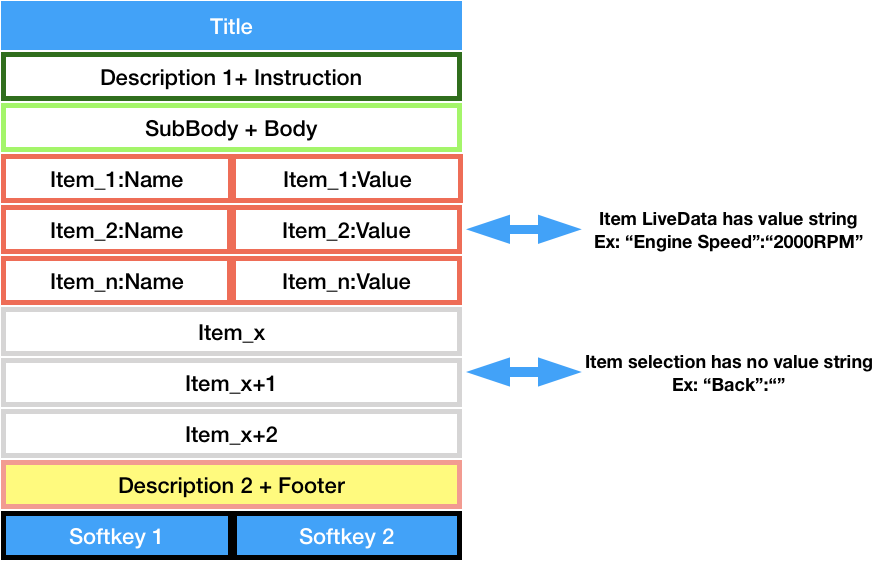 Title
Description 1+ Instruction
SubBody + Body
Item_1:Name Item_1:Value
Item_2:Name Item_2:Value
Item LiveData has value string
Ex: “Engine Speed”:“2000RPM”
Item_n:Name Item_n:Value
Item_x
Item selection has no value string
Ex: “Back”:“”
Item_x+1
Item_x+2
Description 2 + Footer
Softkey 1 Softkey 2